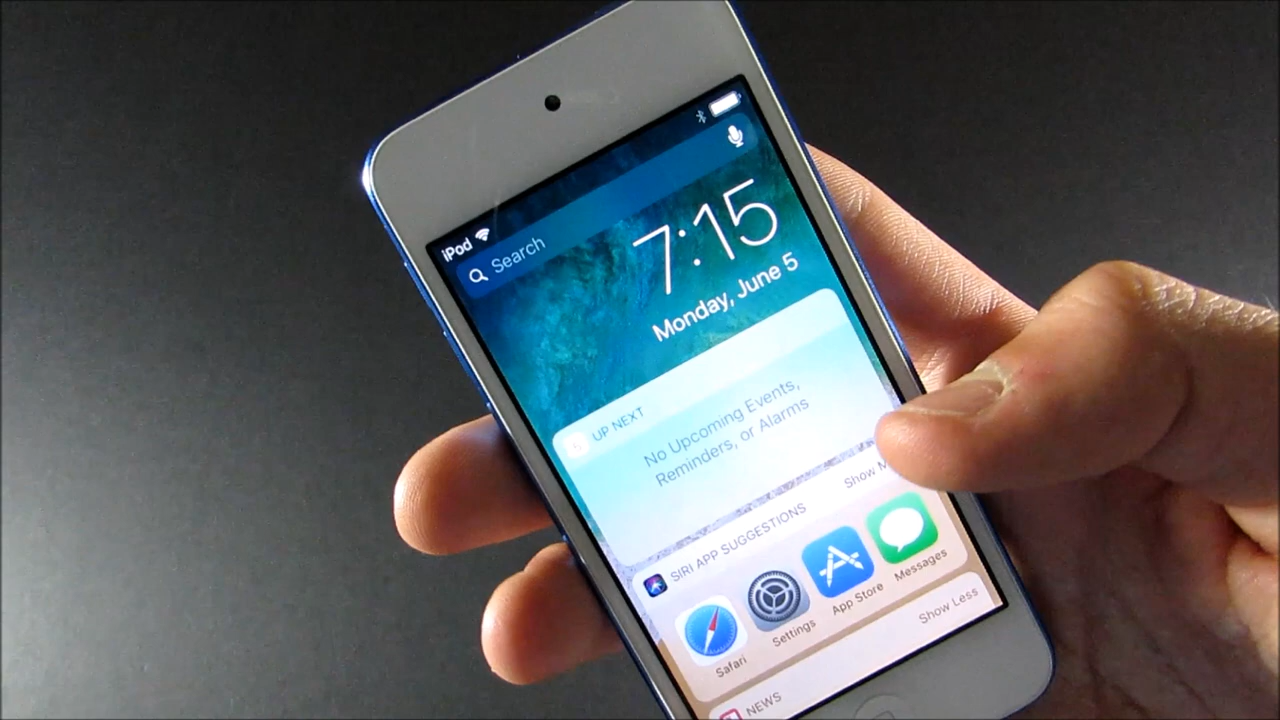 iPod
Search
7:15
Monday, June 5
UP NEXT
No Upcoming Events,
Reminders, or Alarms
SIRI APP SUGGESTIONS
Show
Safari
Settings
App Store
Messages
NEWS
Show Less